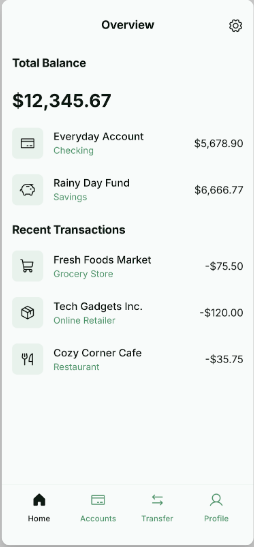 Overview
Total Balance
$12,345.67
Everyday Account
Checking
$5,678.90
Rainy Day Fund
Savings
$6,666.77
Recent Transactions
Fresh Foods Market
Grocery Store
-$75.50
Tech Gadgets Inc.
Online Retailer
-$120.00
Cozy Corner Cafe
Restaurant
-$35.75
Home Accounts Transfer Profile